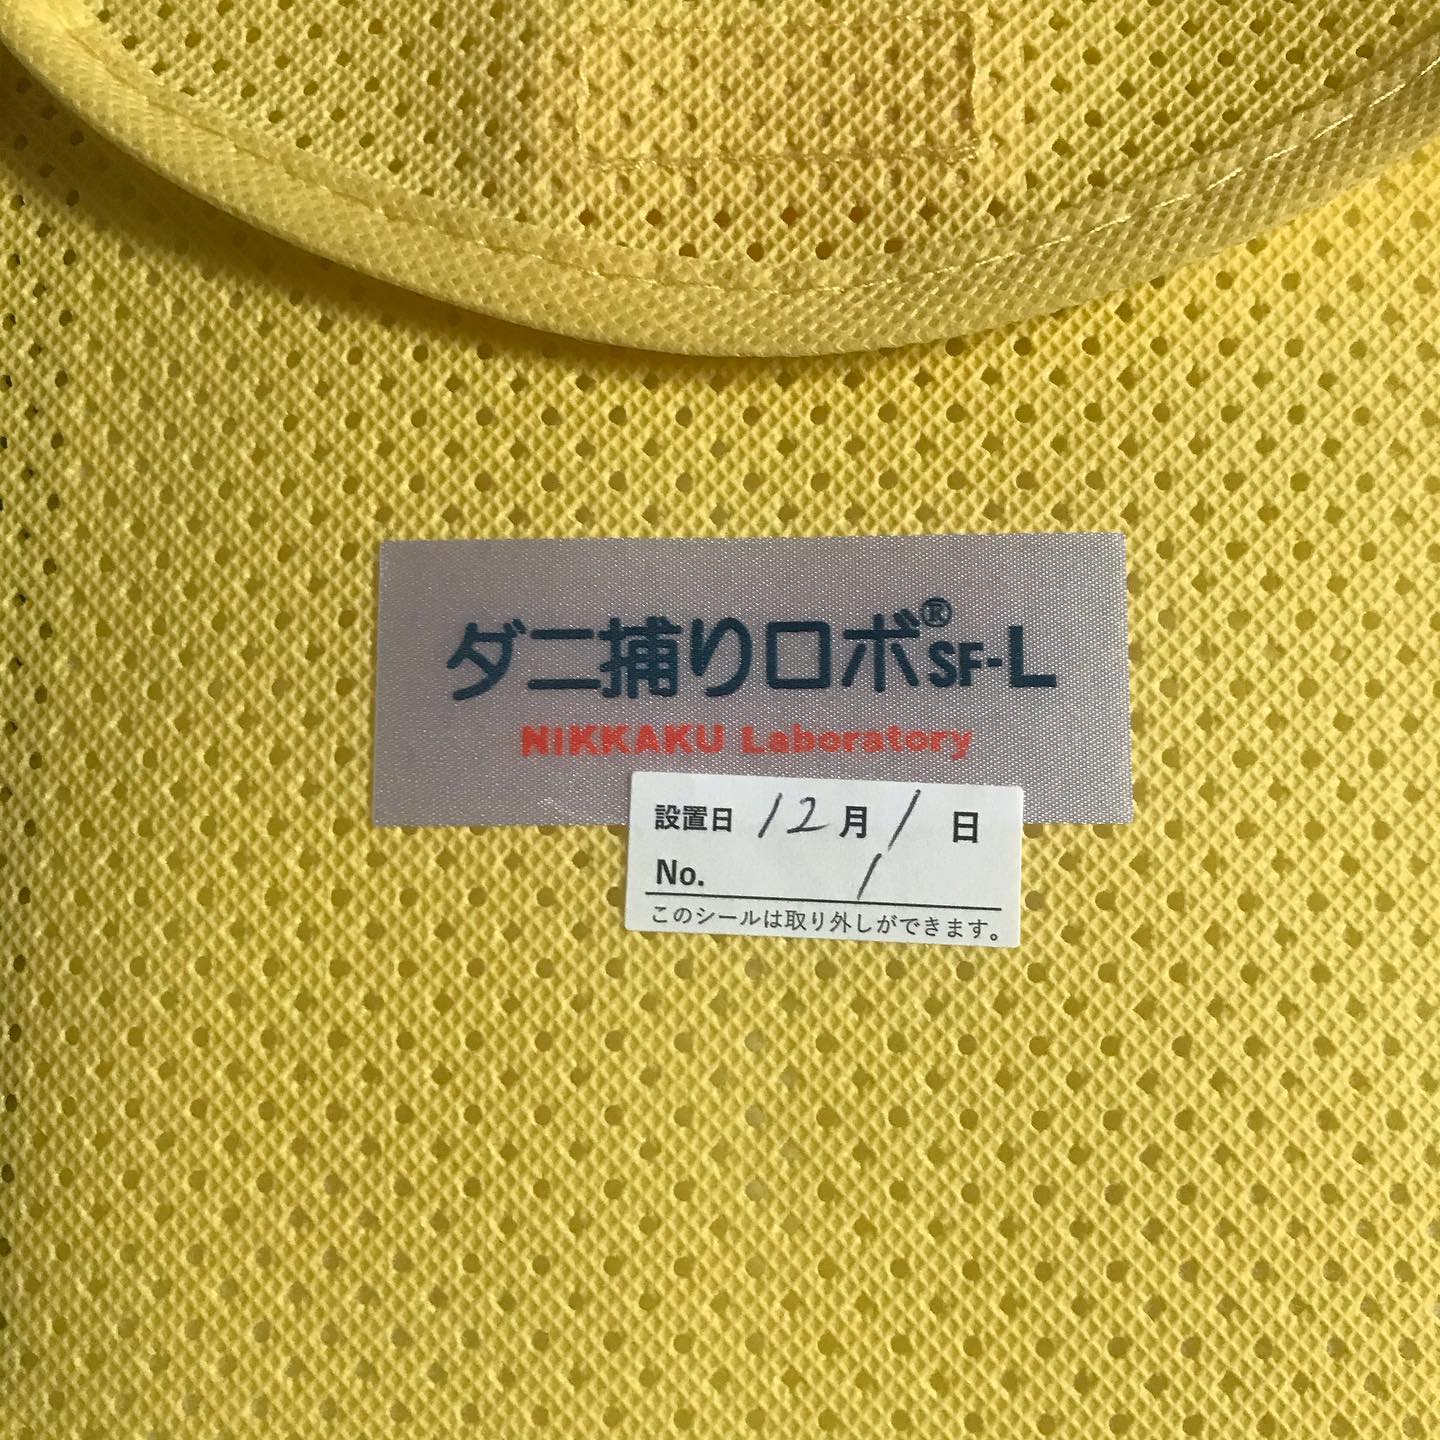 ダニ捕りロボ®SF-L
NIKKAKU Laboratory
設置日 12月1日
No. 1
このシールは取り外しができます。